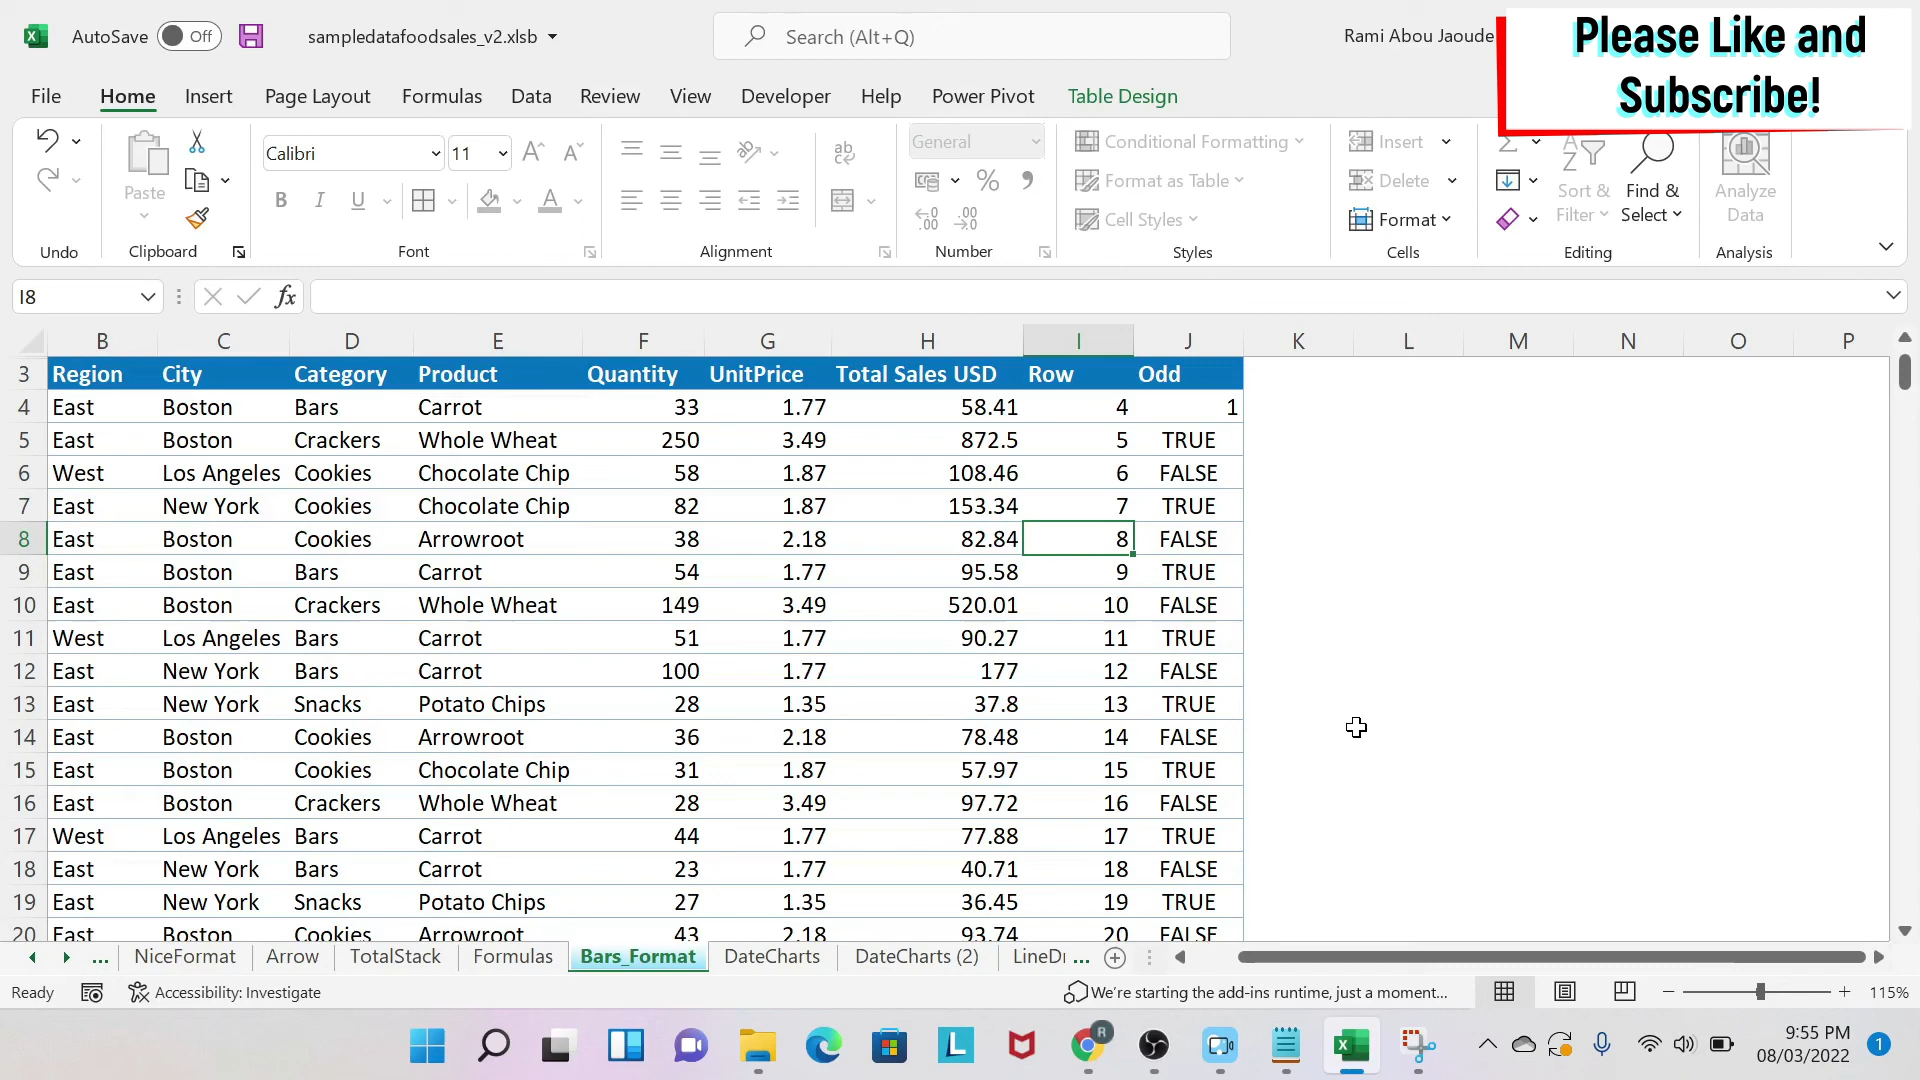 AutoSave Off sampledatafoodsales_v2.xlsb Search (Alt+Q) Rami Abou Jaoude
Please Like and
Subscribe!
File Home Insert Page Layout Formulas Data Review View Developer Help Power Pivot Table Design
Calibri 11 General Conditional Formatting Insert
Paste Format as Table Delete Sort & Find & Analyze
B I U Cell Styles Format Filter Select Data
Undo Clipboard Font Alignment Number Styles Cells Editing Analysis
I8 fx
B C D E F G H I J K L M N O P
3 Region City Category Product Quantity UnitPrice Total Sales USD Row Odd
4 East Boston Bars Carrot 33 1.77 58.41 4 1
5 East Boston Crackers Whole Wheat 250 3.49 872.5 5 TRUE
6 West Los Angeles Cookies Chocolate Chip 58 1.87 108.46 6 FALSE
7 East New York Cookies Chocolate Chip 82 1.87 153.34 7 TRUE
8 East Boston Cookies Arrowroot 38 2.18 82.84 8 FALSE
9 East Boston Bars Carrot 54 1.77 95.58 9 TRUE
10 East Boston Crackers Whole Wheat 149 3.49 520.01 10 FALSE
11 West Los Angeles Bars Carrot 51 1.77 90.27 11 TRUE
12 East New York Bars Carrot 100 1.77 177 12 FALSE
13 East New York Snacks Potato Chips 28 1.35 37.8 13 TRUE
14 East Boston Cookies Arrowroot 36 2.18 78.48 14 FALSE
15 East Boston Cookies Chocolate Chip 31 1.87 57.97 15 TRUE
16 East Boston Crackers Whole Wheat 28 3.49 97.72 16 FALSE
17 West Los Angeles Bars Carrot 44 1.77 77.88 17 TRUE
18 East New York Bars Carrot 23 1.77 40.71 18 FALSE
19 East New York Snacks Potato Chips 27 1.35 36.45 19 TRUE
20 East Boston Cookies Arrowroot 43 2.18 93.74 20 FALSE
... NiceFormat Arrow TotalStack Formulas Bars_Format DateCharts DateCharts (2) LineDr ...
Ready Accessibility: Investigate We're starting the add-ins runtime, just a moment... 115%
9:55 PM
08/03/2022 1